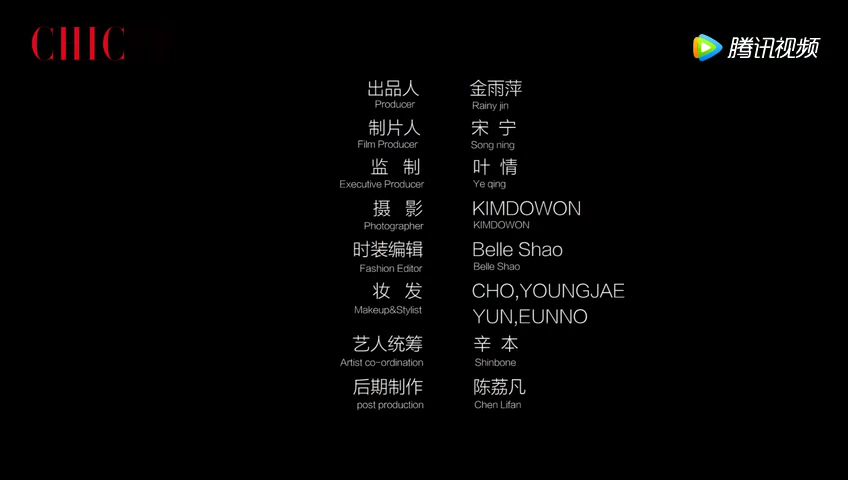 CHIC
腾讯视频
出品人 金雨萍
Producer Rainy jin
制片人 宋 宁
Film Producer Song ning
监 制 叶 情
Executive Producer Ye qing
摄 影 KIMDOWON
Photographer KIMDOWON
时装编辑 Belle Shao
Fashion Editor Belle Shao
妆 发 CHO,YOUNGJAE
Makeup&Stylist YUN,EUNNO
艺人统筹 辛 本
Artist co-ordination Shinbone
后期制作 陈荔凡
post production Chen Lifan